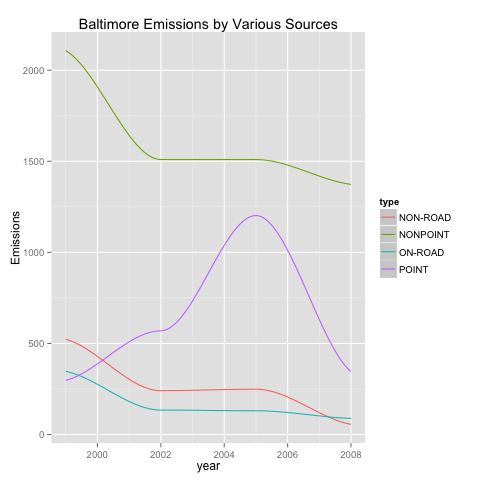 Baltimore Emissions by Various Sources
Emissions
2000
1500
1000
500
0
2000 2002 2004 2006 2008
year
type
NON-ROAD
NONPOINT
ON-ROAD
POINT